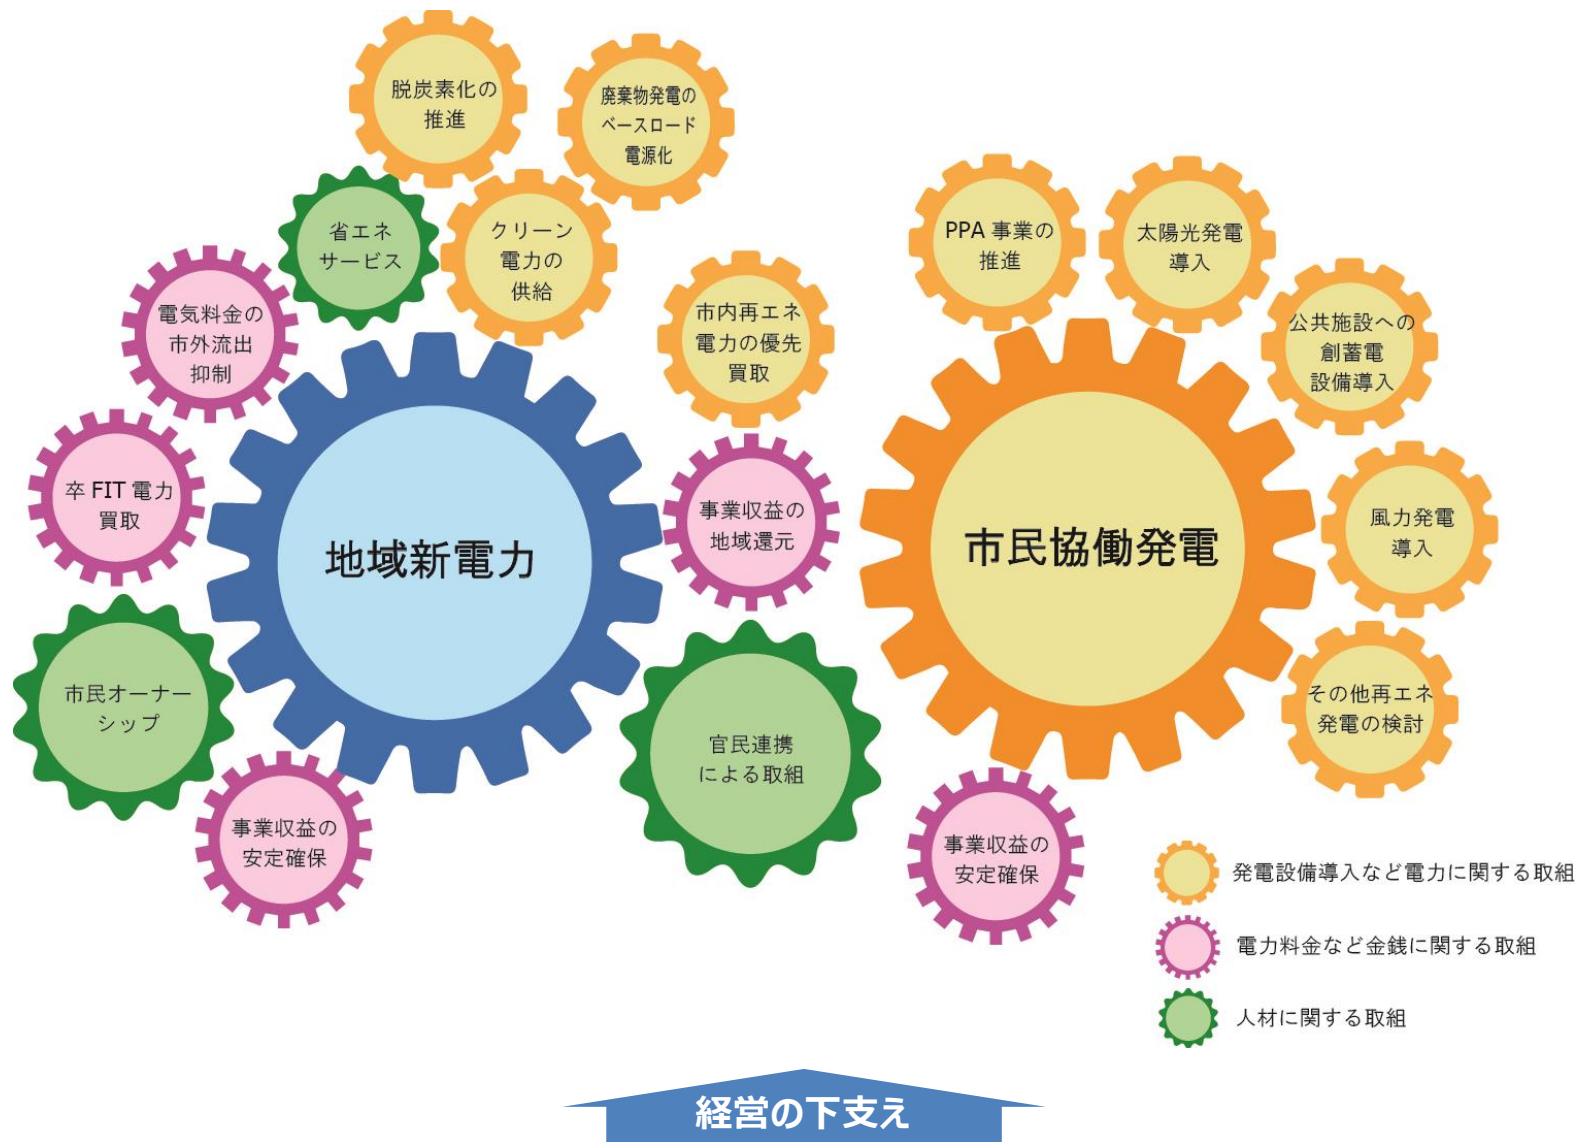 脱炭素化の
推進
廃棄物発電の
ベースロード
電源化
省エネ
サービス
クリーン
電力の
供給
電気料金の
市外流出
抑制
市内再エネ
電力の優先
買取
卒 FIT 電力
買取
事業収益の
地域還元
地域新電力
市民オーナー
シップ
官民連携
による取組
事業収益の
安定確保
PPA 事業の
推進
太陽光発電
導入
公共施設への
創蓄電
設備導入
風力発電
導入
市民協働発電
その他再エネ
発電の検討
事業収益の
安定確保
発電設備導入など電力に関する取組
電力料金など金銭に関する取組
人材に関する取組
経営の下支え